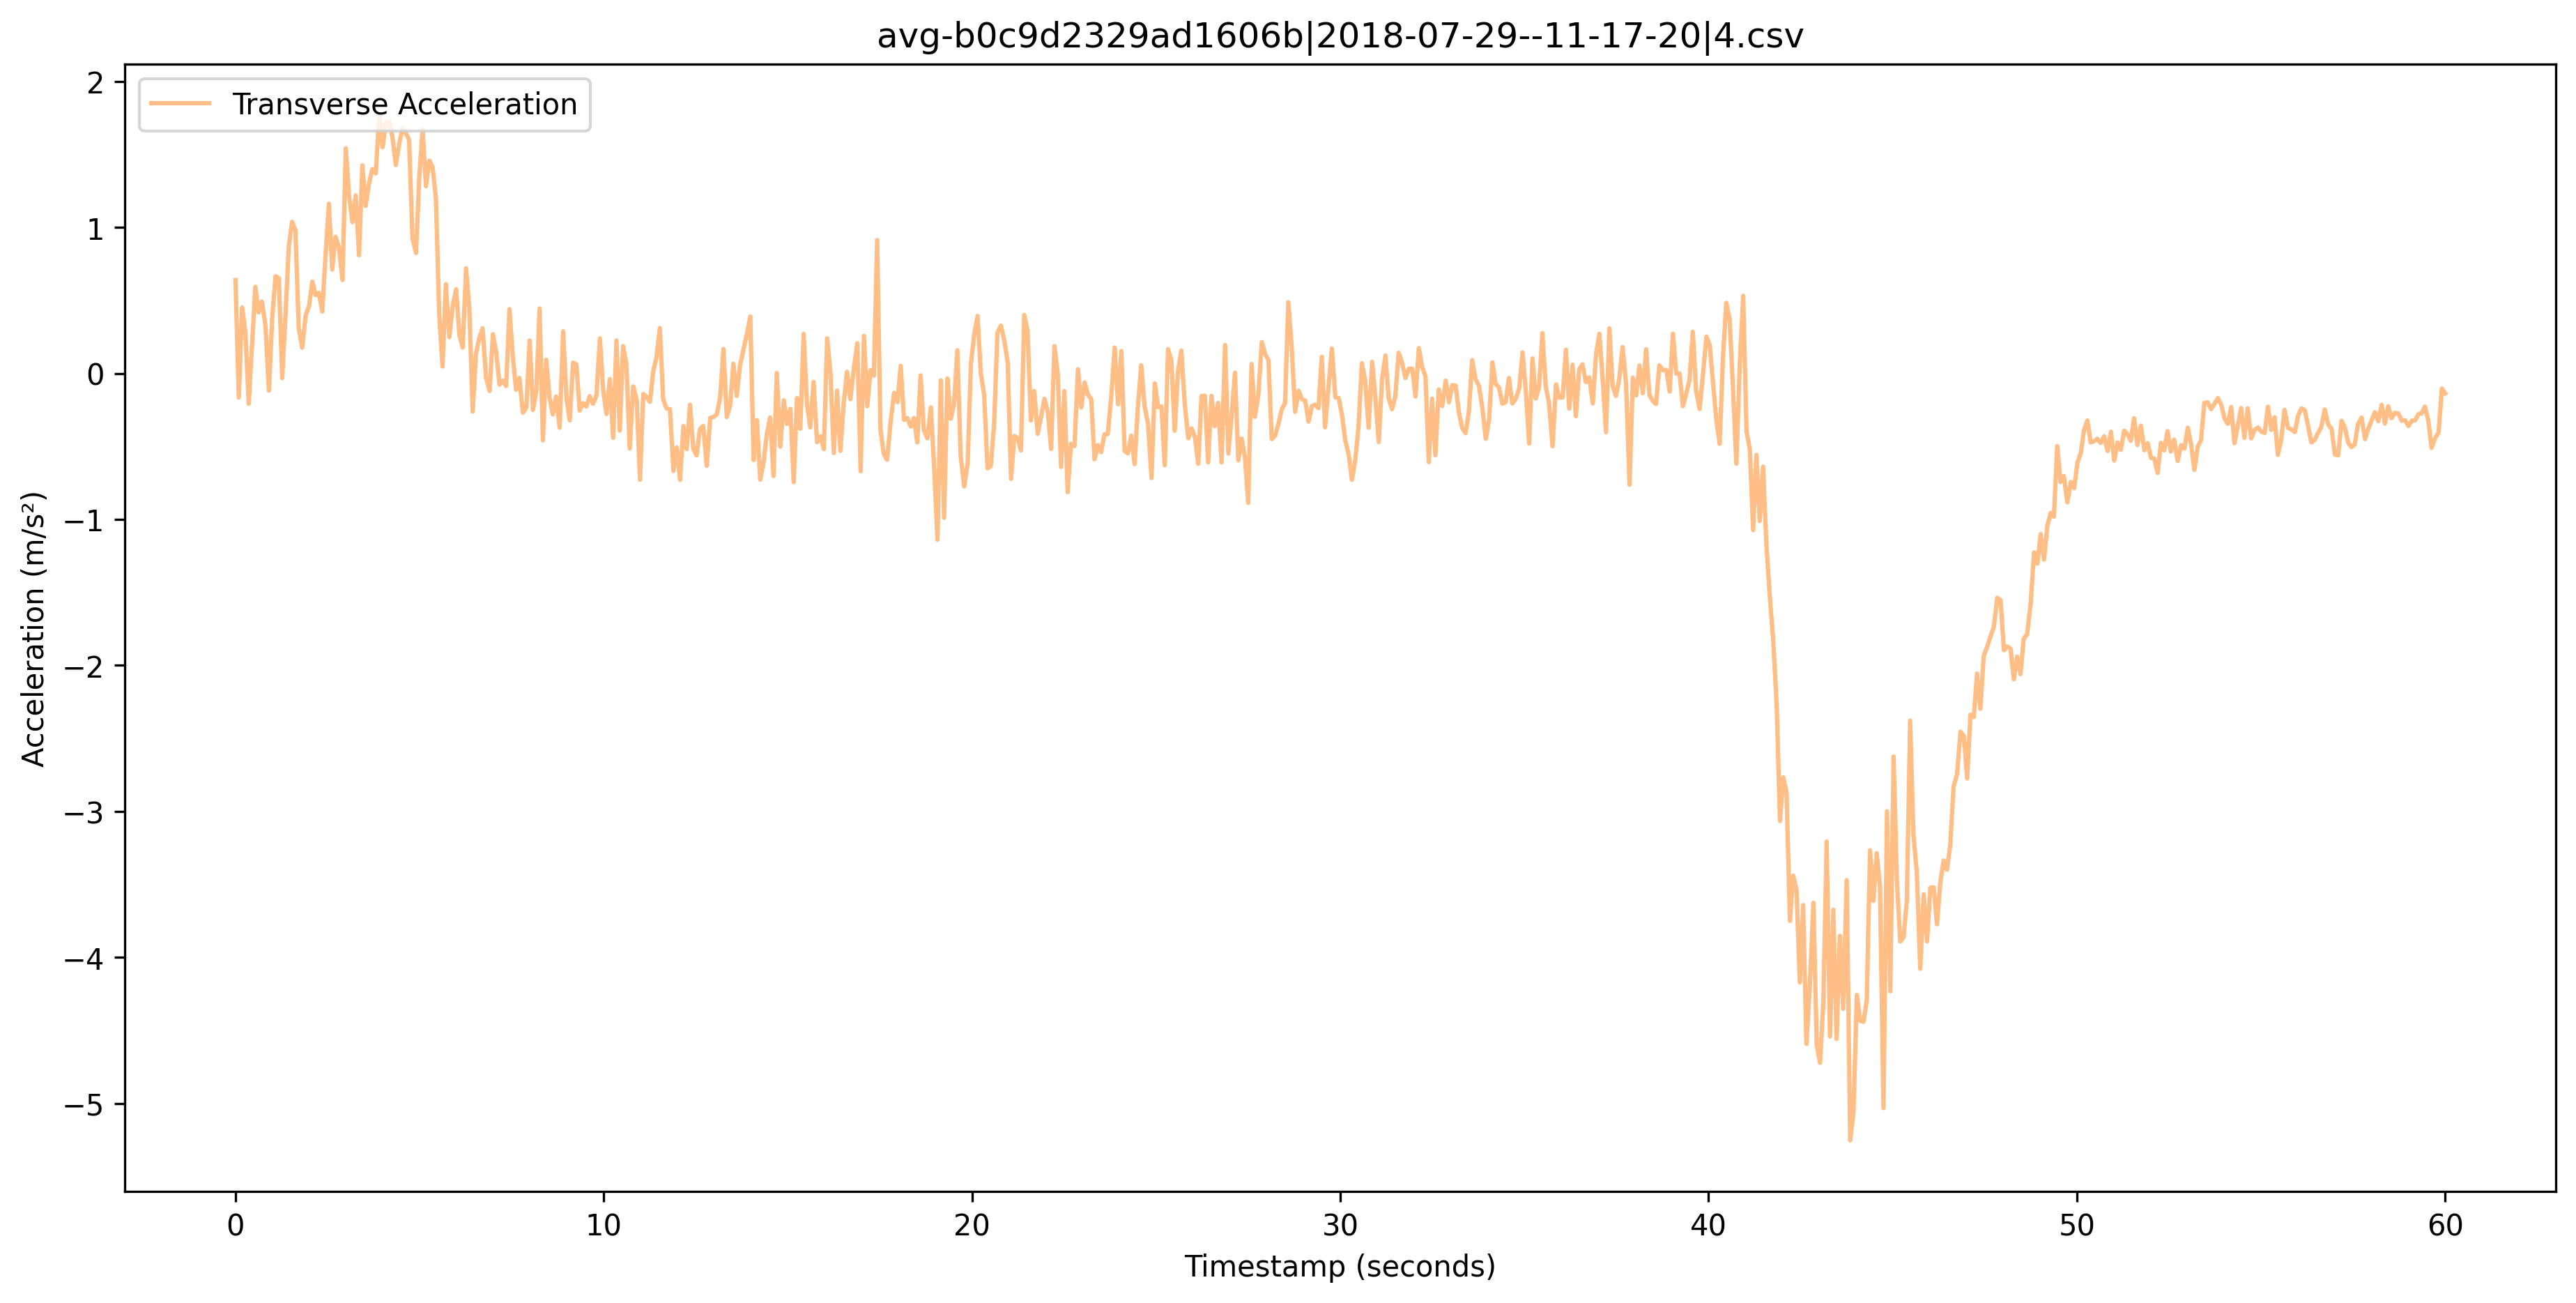 avg-b0c9d2329ad1606b|2018-07-29--11-17-20|4.csv
Transverse Acceleration
2
1
0
−1
−2
−3
−4
−5
Acceleration (m/s²)
0 10 20 30 40 50 60
Timestamp (seconds)